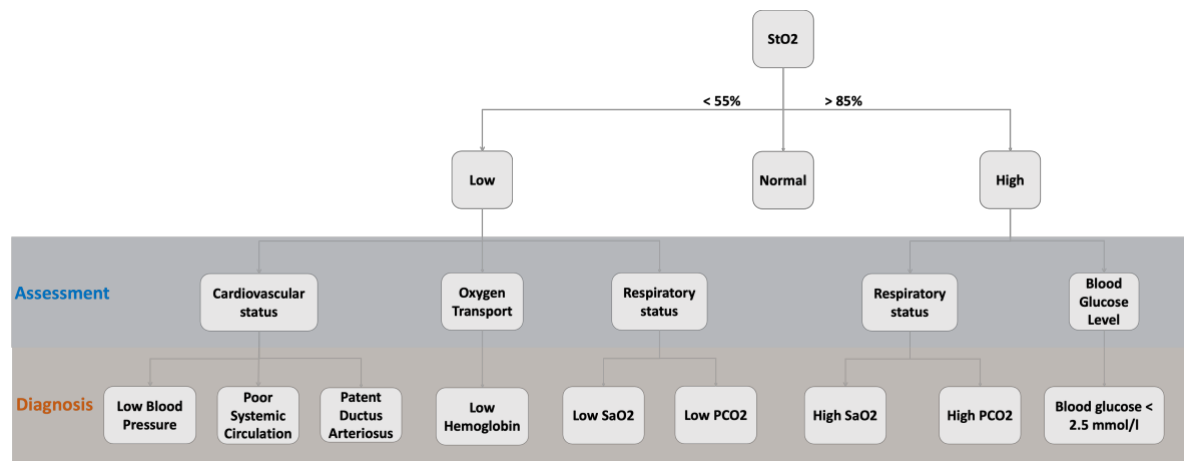 StO2
< 55%
> 85%
Low
Normal
High
Assessment
Cardiovascular
status
Oxygen
Transport
Respiratory
status
Respiratory
status
Blood
Glucose
Level
Diagnosis
Low Blood
Pressure
Poor
Systemic
Circulation
Patent
Ductus
Arteriosus
Low
Hemoglobin
Low SaO2
Low PCO2
High SaO2
High PCO2
Blood glucose <
2.5 mmol/l